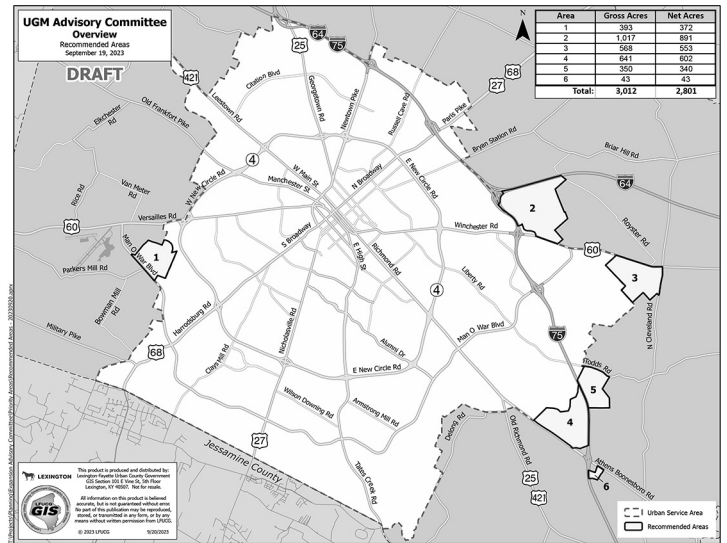 UGM Advisory Committee
Overview
Recommended Areas
September 19, 2023
DRAFT
Area Gross Acres Net Acres
1 393 372
2 1,017 891
3 568 553
4 641 602
5 350 340
6 43 43
Total: 3,012 2,801
64
75
25
421
68
27
Citation Blvd
Georgetown Rd
Newtown Pike
Russell Cave Rd
Paris Pike
Leestown Rd
Old Frankfort Pike
Elkchester
Rd
Bryan Station Rd
Briar Hill Rd
4
W New Circle Rd
W Main St
Manchester St
N Broadway
E New Circle Rd
64
Rice Rd
Van Meter
Rd
Versailles Rd
60
2
Winchester Rd
Royster Rd
60
S Broadway
E High St
Richmond Rd
Man O War Blvd
1
Parkers Mill Rd
Bowman Mill
Rd
Liberty Rd
3
4
Harrodsburg Rd
Military Pike
Nicholasville Rd
Man O War Blvd
75
N Cleveland Rd
68
Clays Mill Rd
Alumni Dr
E New Circle Rd
Todds Rd
5
Wilson Downing Rd
Armstrong Mill Rd
4
Delong Rd
Old Richmond Rd
Jessamine County
27
Tates Creek Rd
25
421
Athens Boonesboro Rd
6
LEXINGTON
This product is produced and distributed by:
Lexington Fayette Urban County Government
GIS Section 101 E Vine St, 5th Floor
Lexington, KY 40507. Not for resale.
LFUCG
GIS
All information on this product is believed
accurate, but is not guaranteed without error.
No part of this publication may be reproduced,
stored, or transmitted in any form, or by any
means without written permission from LFUCG.
© 2023 LFUCG 9/20/2023
Urban Service Area
Recommended Areas
N